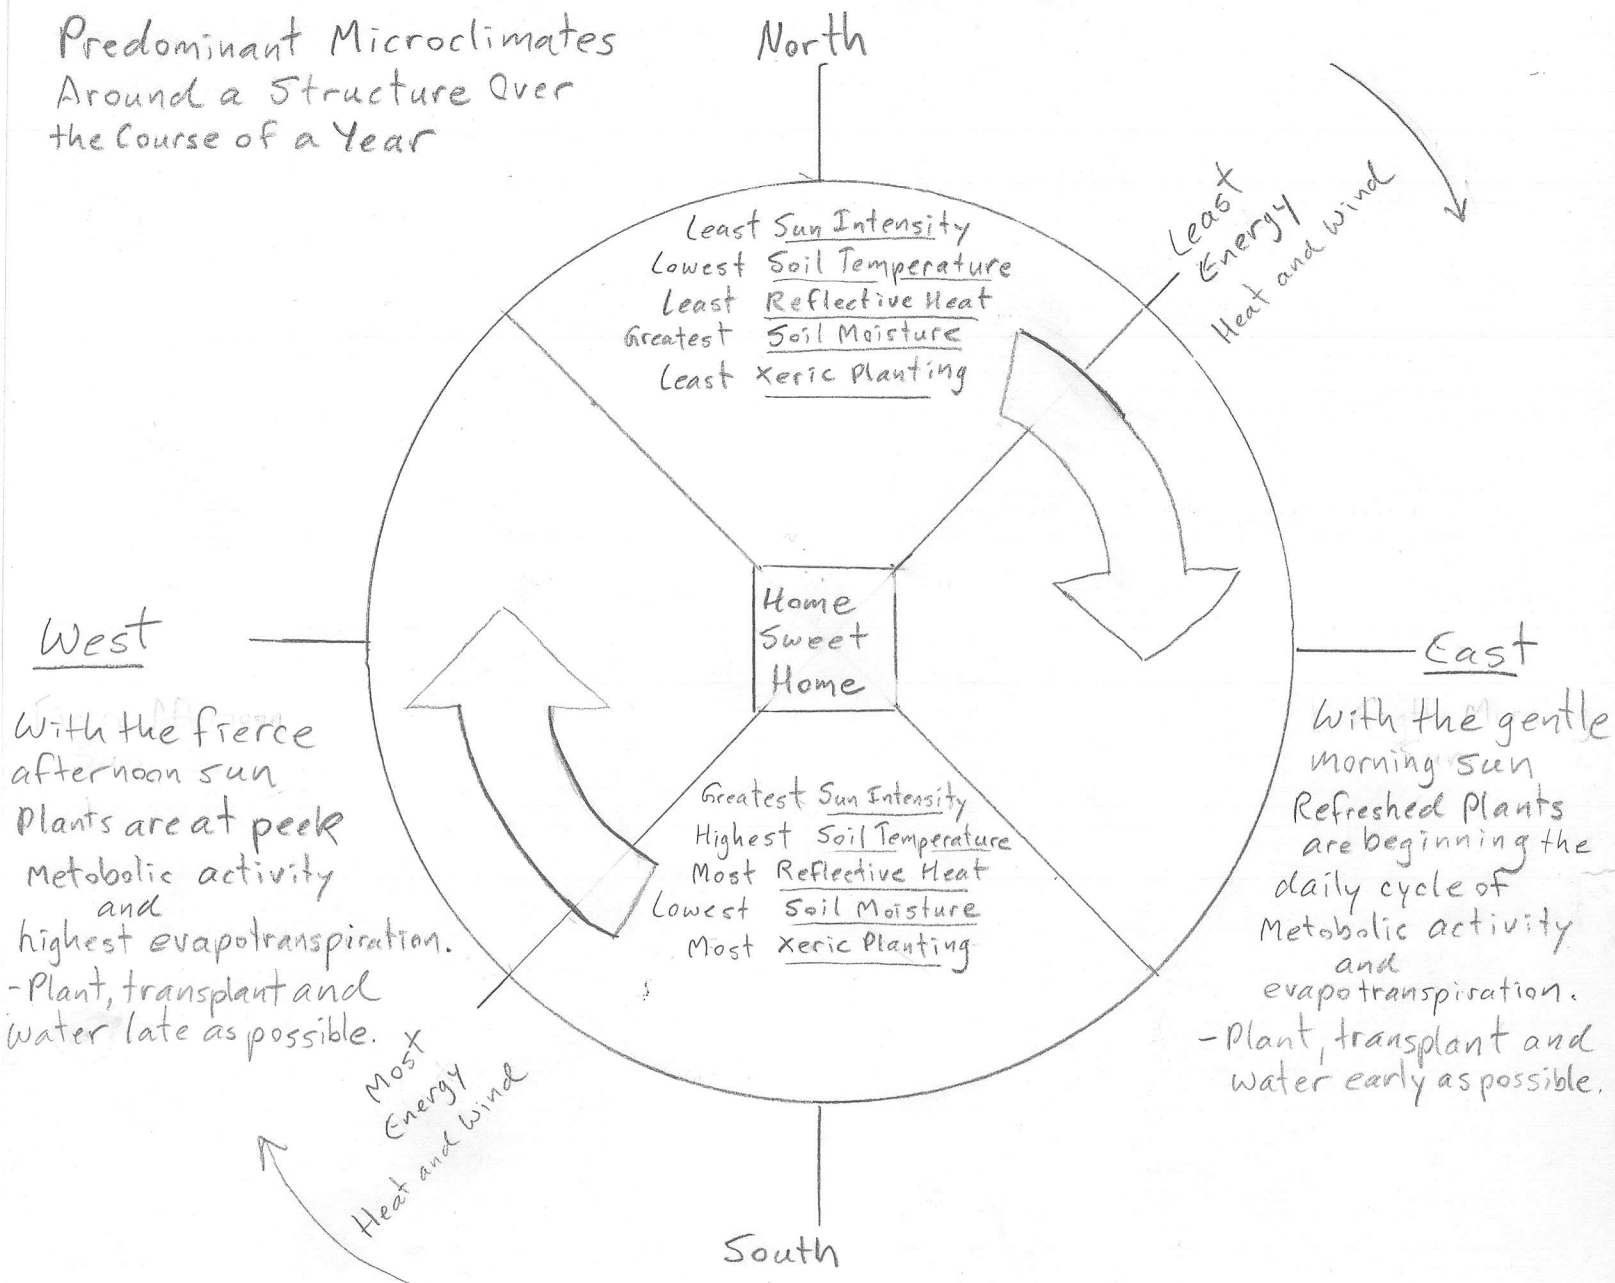 Predominant Microclimates
Around a Structure Over
the Course of a Year
North
Least Energy
Heat and Wind
Least Sun Intensity
Lowest Soil Temperature
Least Reflective Heat
Greatest Soil Moisture
Least Xeric Planting
Home
Sweet
Home
West
With the fierce
afternoon sun
Plants are at peek
Metobolic activity
and
highest evapotranspiration.
-Plant, transplant and
water late as possible.
East
With the gentle
morning sun
Refreshed Plants
are beginning the
daily cycle of
Metobolic activity
and
evapotranspiration.
-Plant, transplant and
water early as possible.
Greatest Sun Intensity
Highest Soil Temperature
Most Reflective Heat
Lowest Soil Moisture
Most Xeric Planting
Most
Energy
Heat and Wind
South